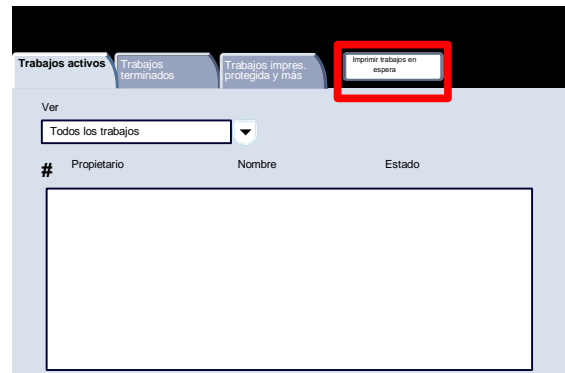 Trabajos activos
Trabajos
terminados
Trabajos impres.
protegida y más
Imprimir trabajos en
espera
Ver
Todos los trabajos
# Propietario Nombre Estado